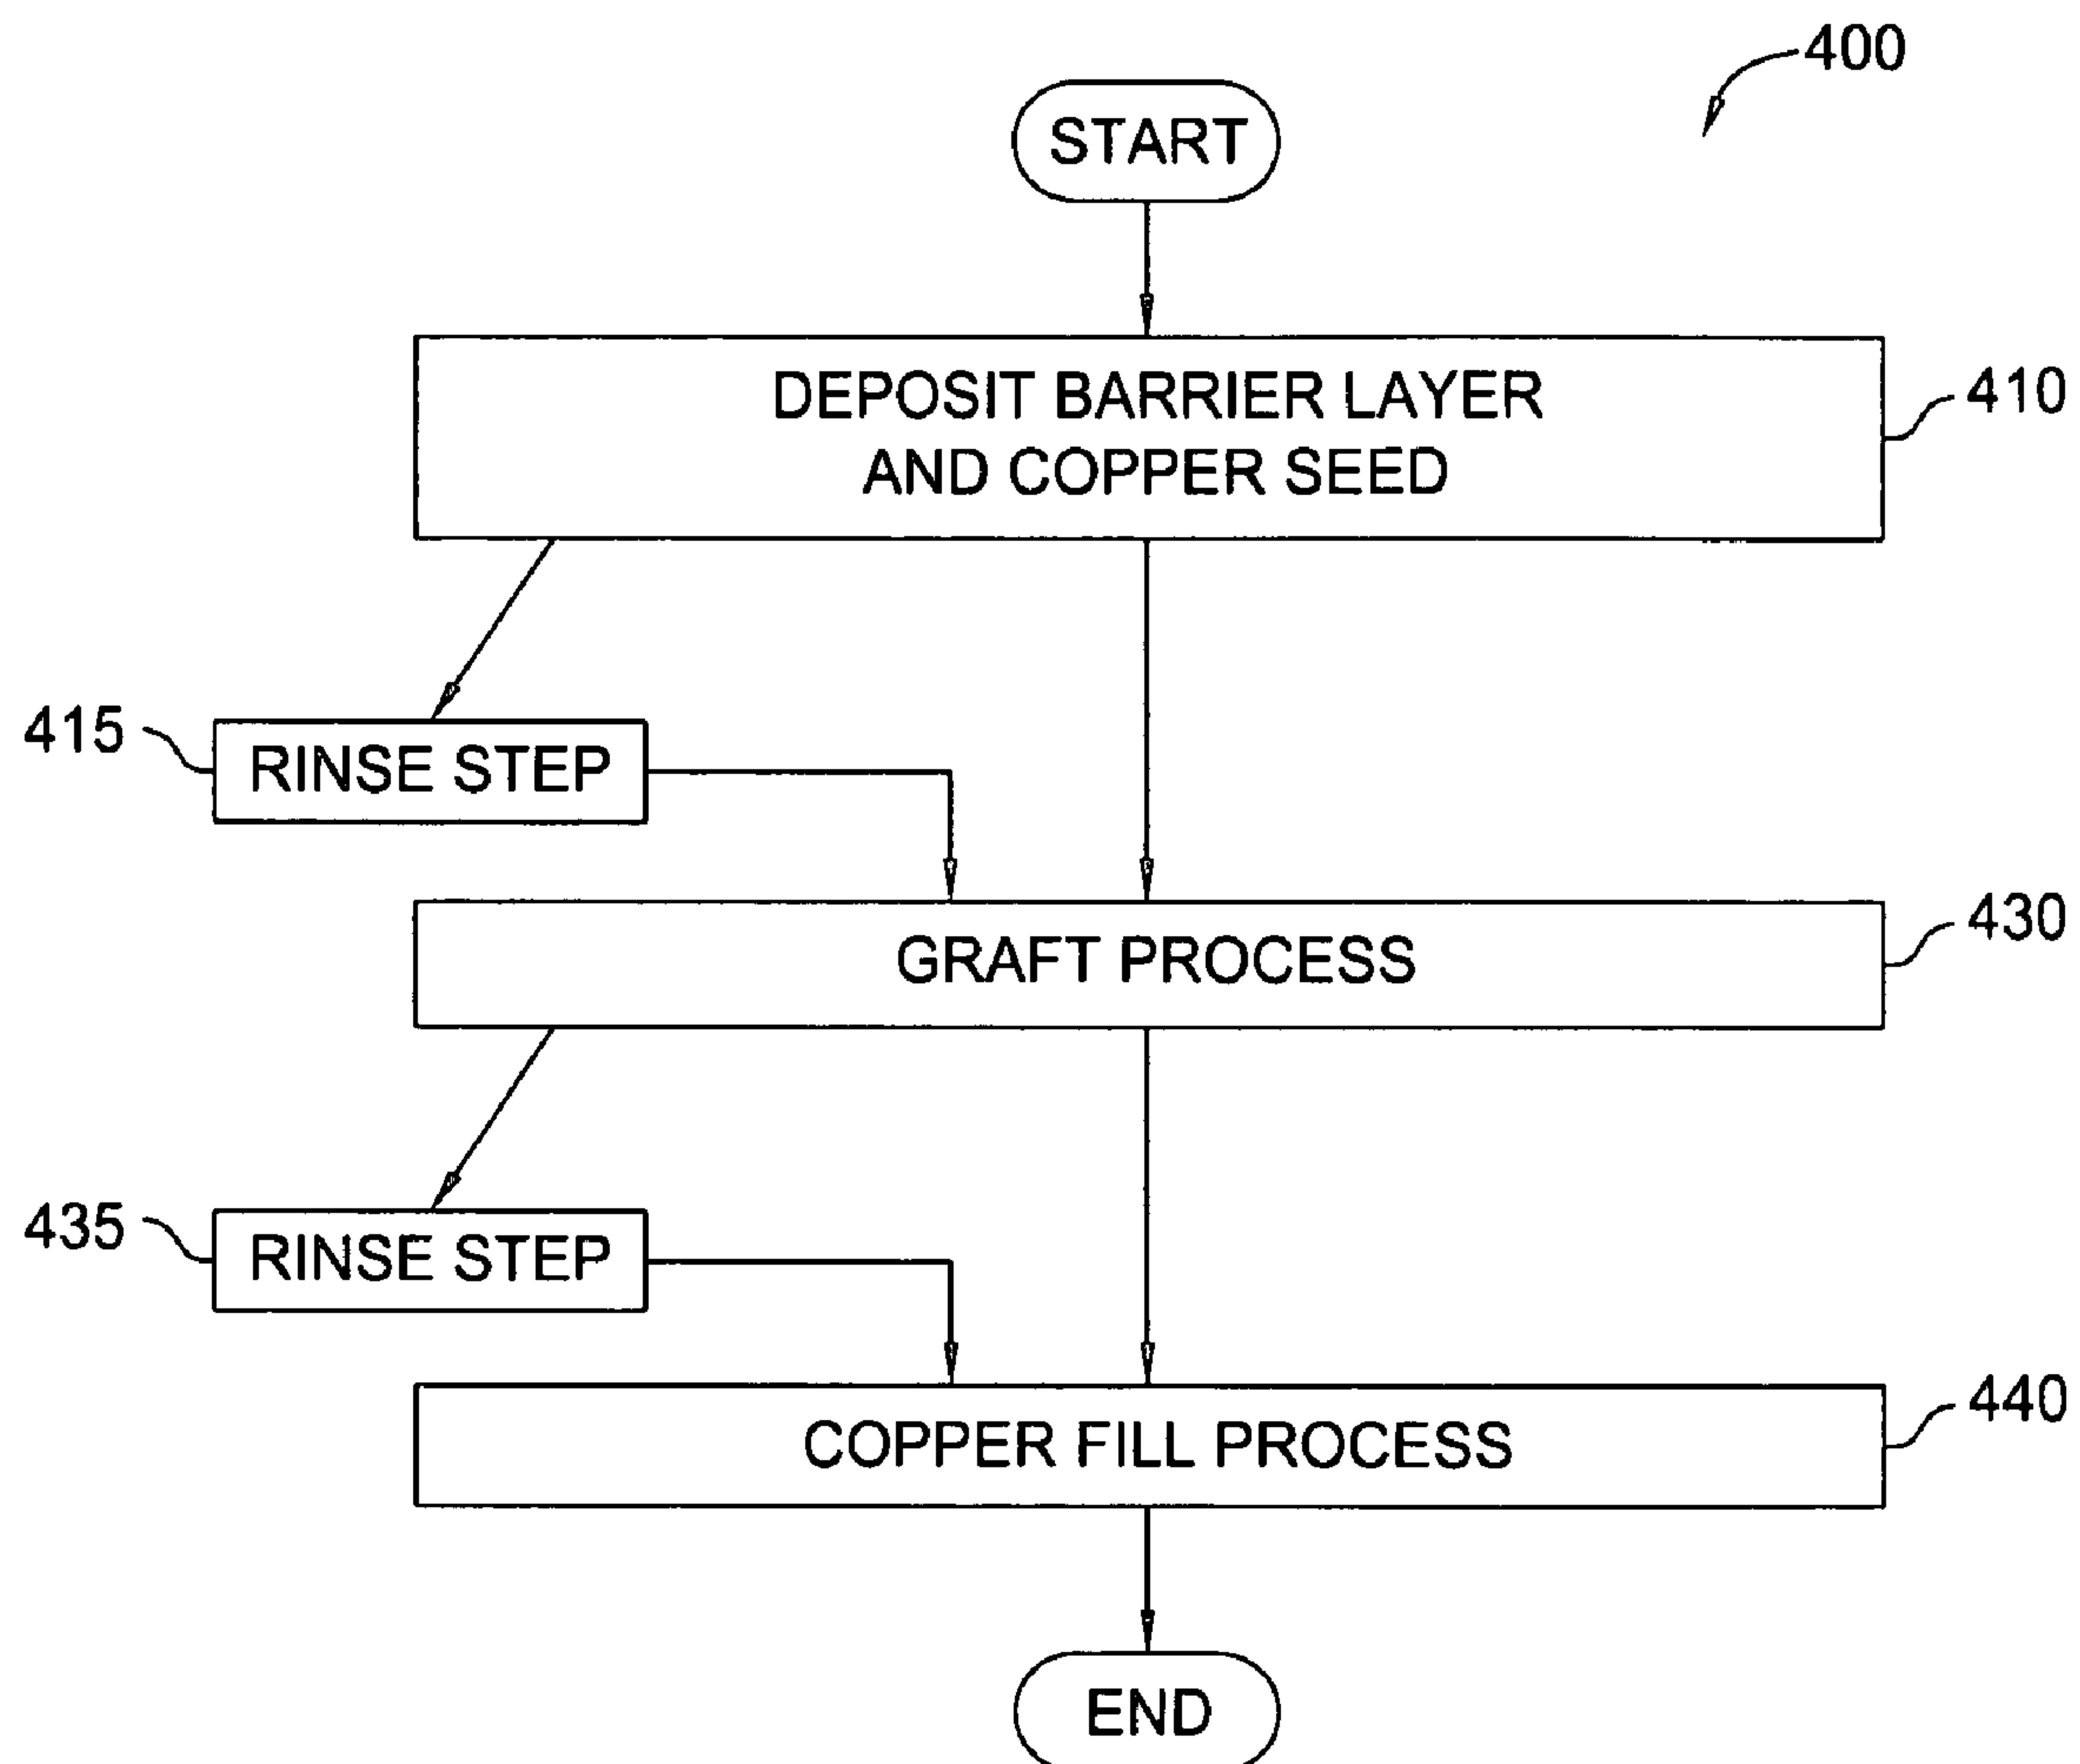 400
START
DEPOSIT BARRIER LAYER
AND COPPER SEED
410
415
RINSE STEP
430
GRAFT PROCESS
435
RINSE STEP
440
COPPER FILL PROCESS
END